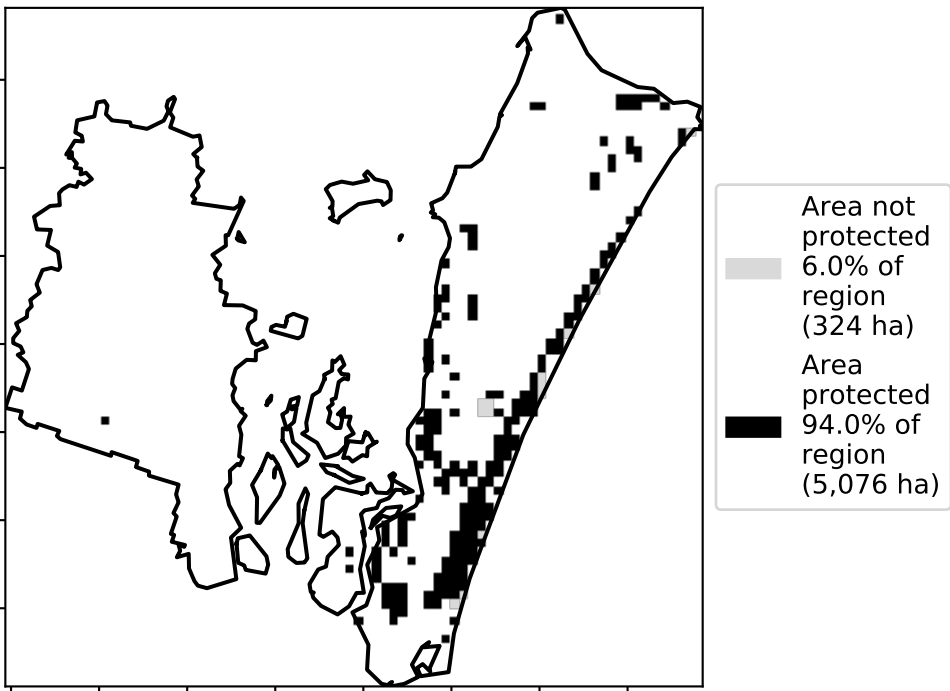 Area not
protected
6.0% of
region
(324 ha)
Area
protected
94.0% of
region
(5,076 ha)